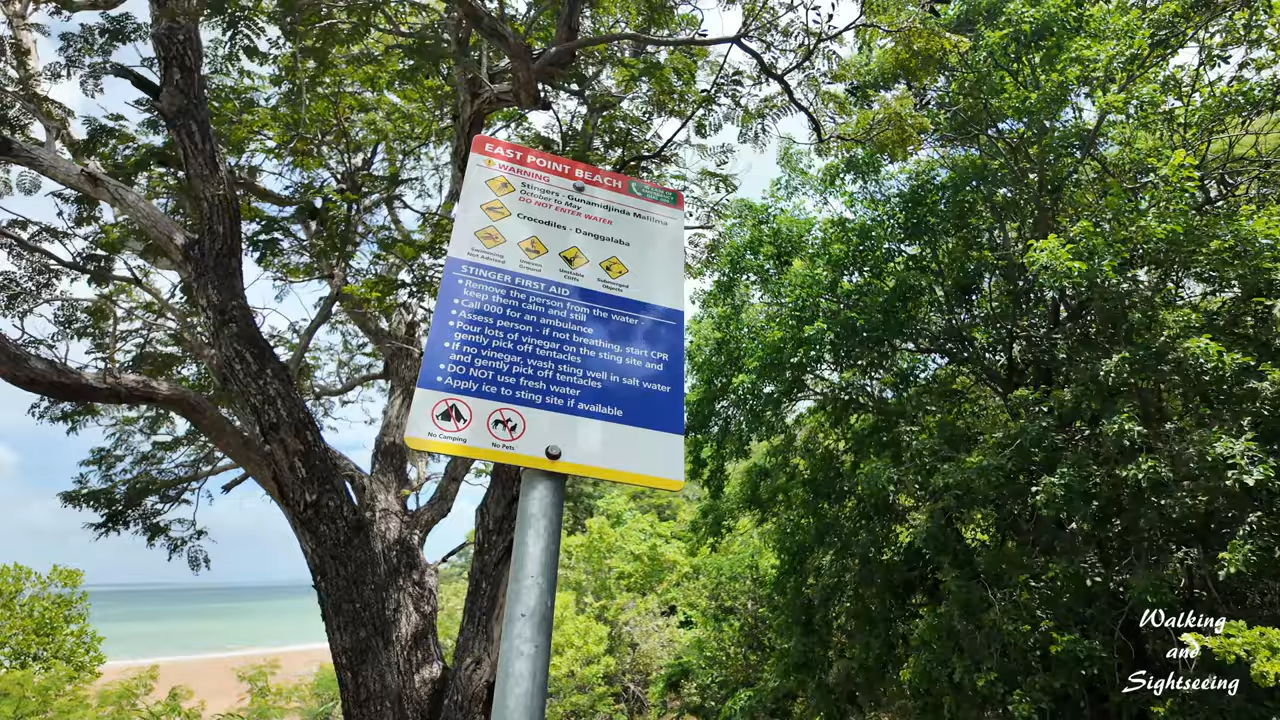 EAST POINT BEACH
WARNING
Stingers - Gunamidjinda Malilma
October to May
DO NOT ENTER WATER
Crocodiles - Danggalaba
Swimming
Not Advised
Uneven
Ground
Unstable
Cliffs
Submerged
Objects
STINGER FIRST AID
• Remove the person from the water -
keep them calm and still
• Call 000 for an ambulance
• Assess person - if not breathing, start CPR
• Pour lots of vinegar on the sting site and
gently pick off tentacles
• If no vinegar, wash sting well in salt water
and gently pick off tentacles
• DO NOT use fresh water
• Apply ice to sting site if available
No Camping
No Pets
Walking
and
Sightseeing